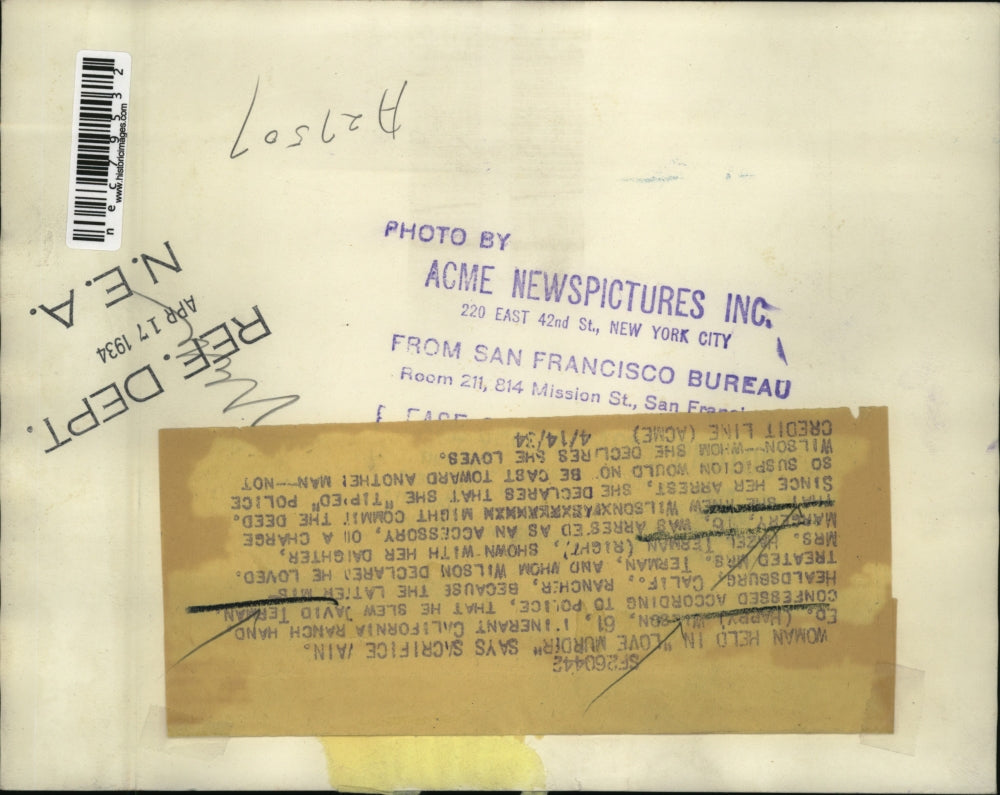 nec79532
www.historicimages.com
A27507
PHOTO BY
ACME NEWSPICTURES INC.
220 EAST 42nd St., NEW YORK CITY
FROM SAN FRANCISCO BUREAU
Room 211, 814 Mission St., San Franci
REF. DEPT.
APR 17 1934
N. E. A.
SF260442
WOMAN HELD IN "LOVE MURDER" SAYS SACRIFICE VAIN.
ED. (HAPPY) WILSON, 61, ITINERANT CALIFORNIA RANCH HAND
CONFESSED ACCORDING TO POLICE, THAT HE SLEW DAVID TERMAN
HEALDSBURG, CALIF., RANCHER, BECAUSE THE LATTER MIS-
TREATED MRS. TERMAN, AND WHOM WILSON DECLARED HE LOVED.
MRS. HAZEL TERMAN (RIGHT), SHOWN WITH HER DAUGHTER,
MARGERY, 16, WAS ARRESTED AS AN ACCESSORY, ON A CHARGE
THAT SHE KNEW WILSON MIGHT COMMIT THE DEED.
SINCE HER ARREST, SHE DECLARES THAT SHE "TIPPED" POLICE
SO SUSPICION WOULD NO BE CAST TOWARD ANOTHER MAN--NOT
WILSON--WHOM SHE DECLARES SHE LOVES.
CREDIT LINE (ACME) 4/14/34